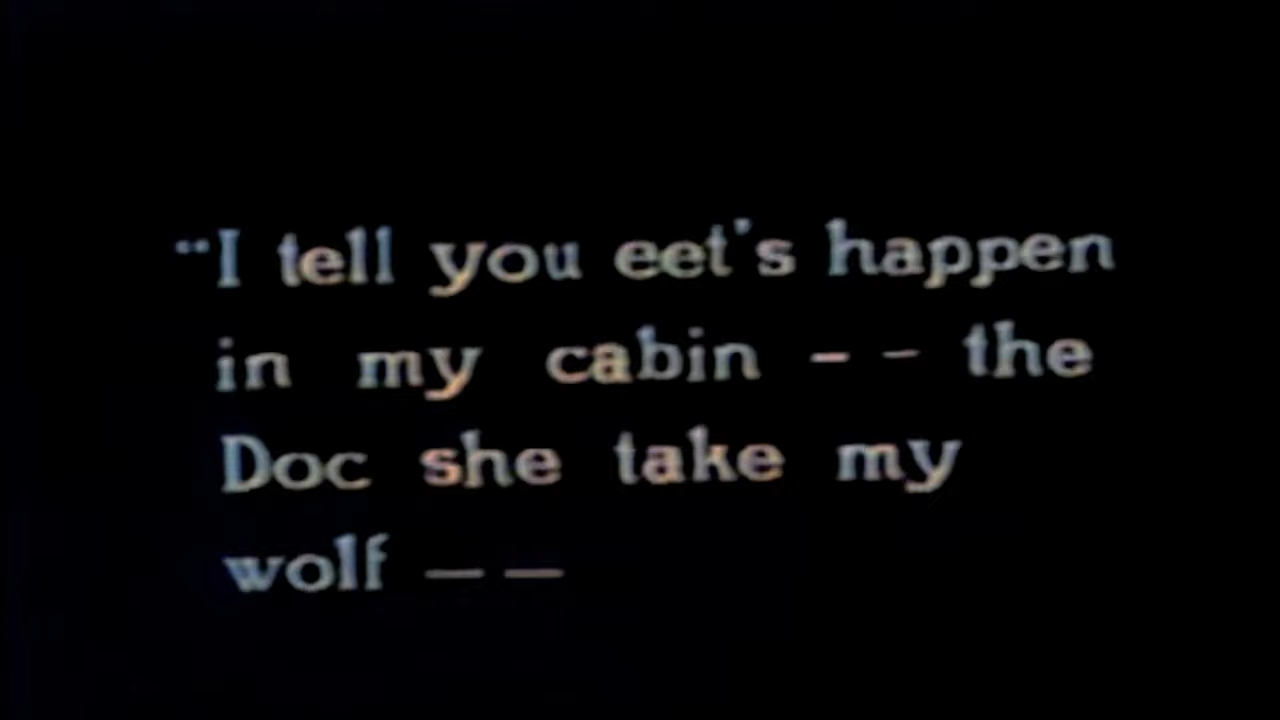 "I tell you eet's happen
in my cabin -- the
Doc she take my
wolf — —